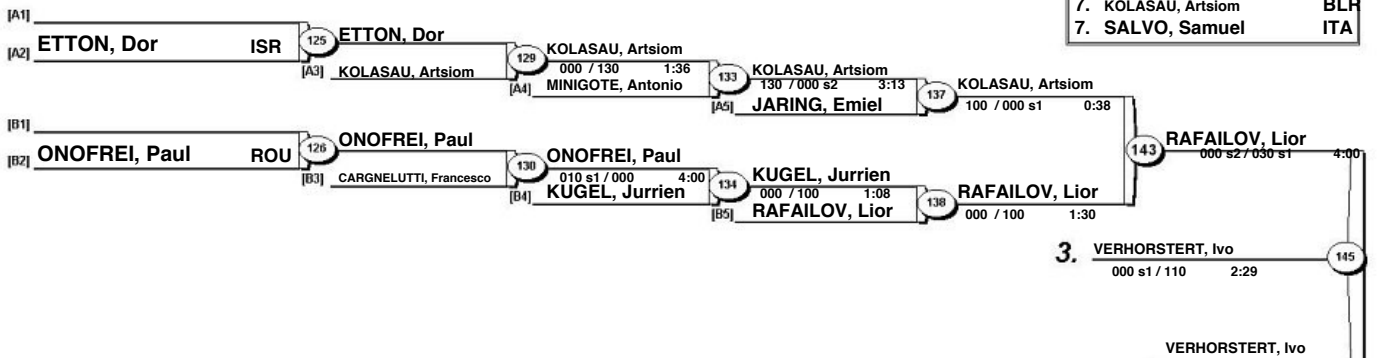 7. KOLASAU, Artsiom BLR
7. SALVO, Samuel ITA
[A1]
[A2] ETTON, Dor ISR
125
ETTON, Dor
[A3] KOLASAU, Artsiom
129
KOLASAU, Artsiom
000 / 130 1:36
[A4] MINIGOTE, Antonio
133
KOLASAU, Artsiom
130 / 000 s2 3:13
[A5] JARING, Emiel
137
KOLASAU, Artsiom
100 / 000 s1 0:38
[B1]
[B2] ONOFREI, Paul ROU
126
ONOFREI, Paul
[B3] CARGNELUTTI, Francesco
130
ONOFREI, Paul
010 s1 / 000 4:00
[B4] KUGEL, Jurrien
134
KUGEL, Jurrien
000 / 100 1:08
[B5] RAFAILOV, Lior
138
RAFAILOV, Lior
000 / 100 1:30
143
RAFAILOV, Lior
000 s2 / 030 s1 4:00
3. VERHORSTERT, Ivo
000 s1 / 110 2:29
145
VERHORSTERT, Ivo